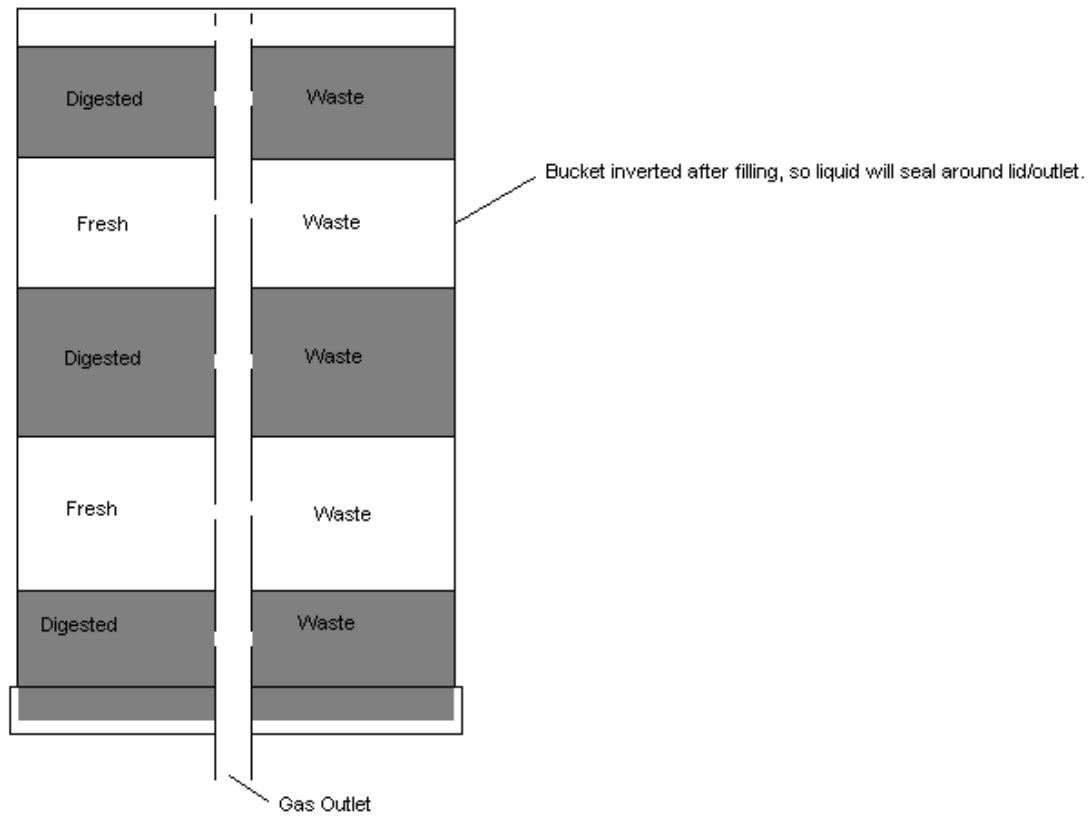 Digested Waste
Bucket inverted after filling, so liquid will seal around lid/outlet.
Fresh Waste
Digested Waste
Fresh Waste
Digested Waste
Gas Outlet